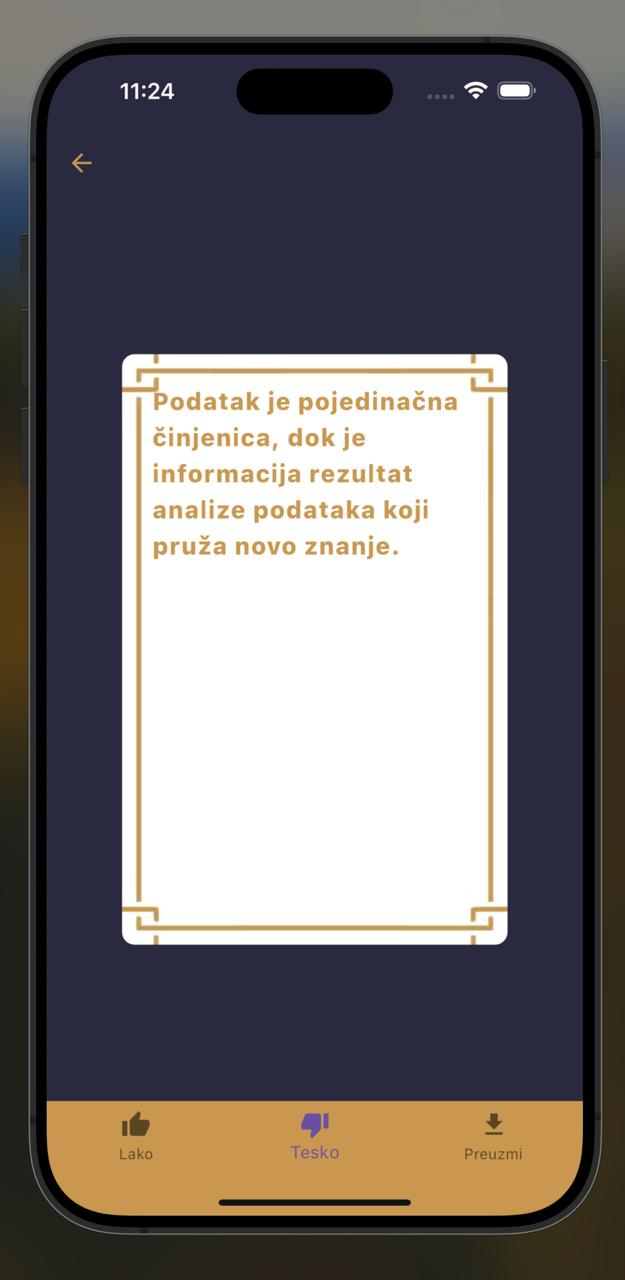 11:24
Podatak je pojedinačna
činjenica, dok je
informacija rezultat
analize podataka koji
pruža novo znanje.
Lako
Tesko
Preuzmi